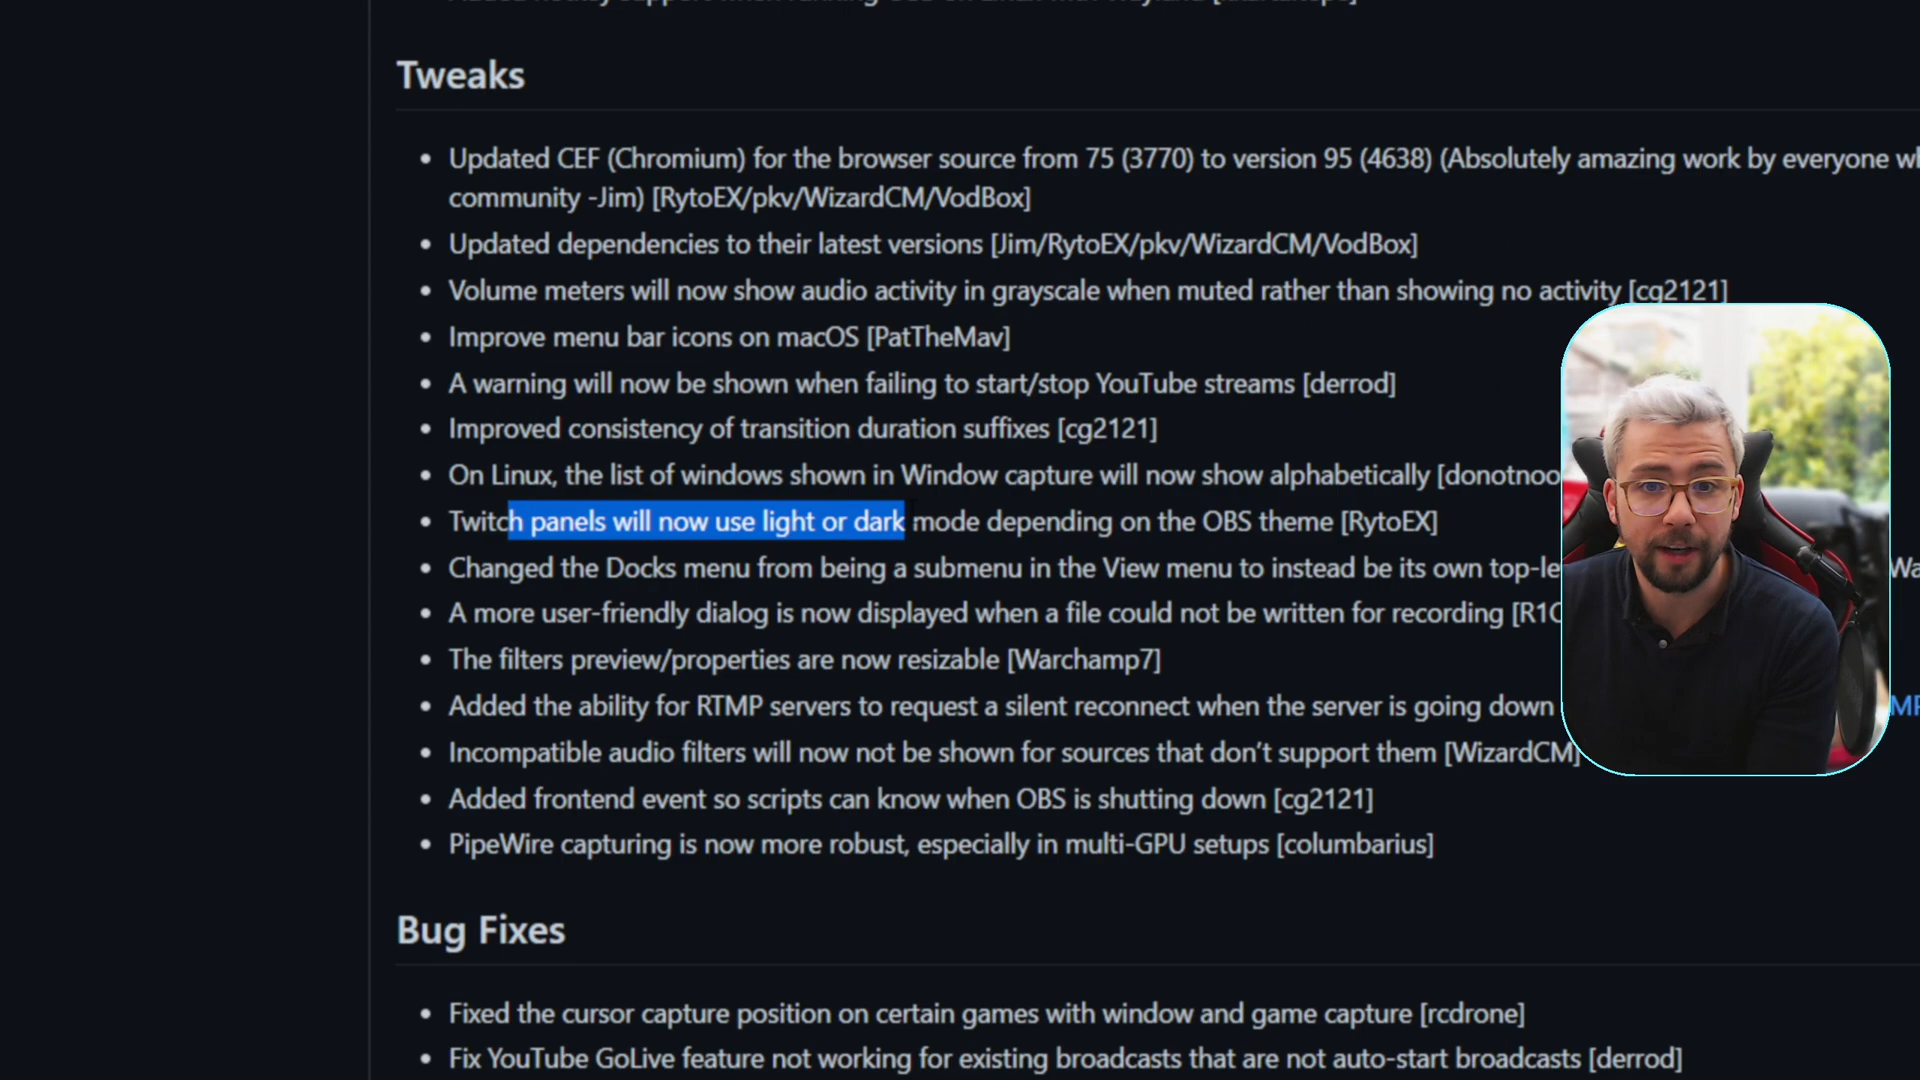 Tweaks
Updated CEF (Chromium) for the browser source from 75 (3770) to version 95 (4638) (Absolutely amazing work by everyone
community -Jim) [RytoEX/pkv/WizardCM/VodBox]
Updated dependencies to their latest versions [Jim/RytoEX/pkv/WizardCM/VodBox]
Volume meters will now show audio activity in grayscale when muted rather than showing no activity [cg2121]
Improve menu bar icons on macOS [PatTheMav]
A warning will now be shown when failing to start/stop YouTube streams [derrod]
Improved consistency of transition duration suffixes [cg2121]
On Linux, the list of windows shown in Window capture will now show alphabetically [donotnoo
Twitch panels will now use light or dark mode depending on the OBS theme [RytoEX]
Changed the Docks menu from being a submenu in the View menu to instead be its own top-le Wa
A more user-friendly dialog is now displayed when a file could not be written for recording [R1C
The filters preview/properties are now resizable [Warchamp7]
Added the ability for RTMP servers to request a silent reconnect when the server is going down
Incompatible audio filters will now not be shown for sources that don't support them [WizardCM]
Added frontend event so scripts can know when OBS is shutting down [cg2121]
PipeWire capturing is now more robust, especially in multi-GPU setups [columbarius]
Bug Fixes
Fixed the cursor capture position on certain games with window and game capture [rcdrone]
Fix YouTube GoLive feature not working for existing broadcasts that are not auto-start broadcasts [derrod]